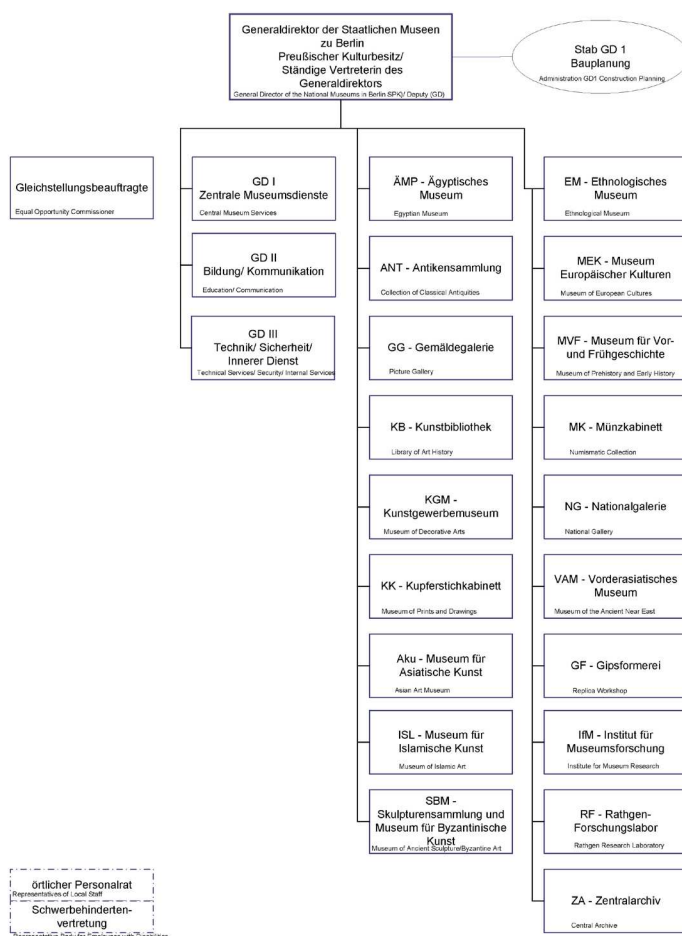 Generaldirektor der Staatlichen Museen
zu Berlin
Preußischer Kulturbesitz/
Ständige Vertreterin des
Generaldirektors
General Director of the National Museums in Berlin SPK)/ Deputy (GD)
Stab GD 1
Bauplanung
Administration GD1 Construction Planning
Gleichstellungsbeauftragte
Equal Opportunity Commissioner
GD I
Zentrale Museumsdienste
Central Museum Services
GD II
Bildung/ Kommunikation
Education/ Communication
GD III
Technik/ Sicherheit/
Innerer Dienst
Technical Services/ Security/ Internal Services
ÄMP - Ägyptisches
Museum
Egyptian Museum
ANT - Antikensammlung
Collection of Classical Antiquities
GG - Gemäldegalerie
Picture Gallery
KB - Kunstbibliothek
Library of Art History
KGM -
Kunstgewerbemuseum
Museum of Decorative Arts
KK - Kupferstichkabinett
Museum of Prints and Drawings
Aku - Museum für
Asiatische Kunst
Asian Art Museum
ISL - Museum für
Islamische Kunst
Museum of Islamic Art
SBM -
Skulpturensammlung und
Museum für Byzantinische
Kunst
Museum of Ancient Sculpture/Byzantine Art
EM - Ethnologisches
Museum
Ethnological Museum
MEK - Museum
Europäischer Kulturen
Museum of European Cultures
MVF - Museum für Vor-
und Frühgeschichte
Museum of Prehistory and Early History
MK - Münzkabinett
Numismatic Collection
NG - Nationalgalerie
National Gallery
VAM - Vorderasiatisches
Museum
Museum of the Ancient Near East
GF - Gipsformerei
Replica Workshop
IfM - Institut für
Museumsforschung
Institute for Museum Research
RF - Rathgen-
Forschungslabor
Rathgen Research Laboratory
ZA - Zentralarchiv
Central Archive
örtlicher Personalrat
Representatives of Local Staff
Schwerbehinderten-
vertretung
Representative Body for Employees with Disabilities